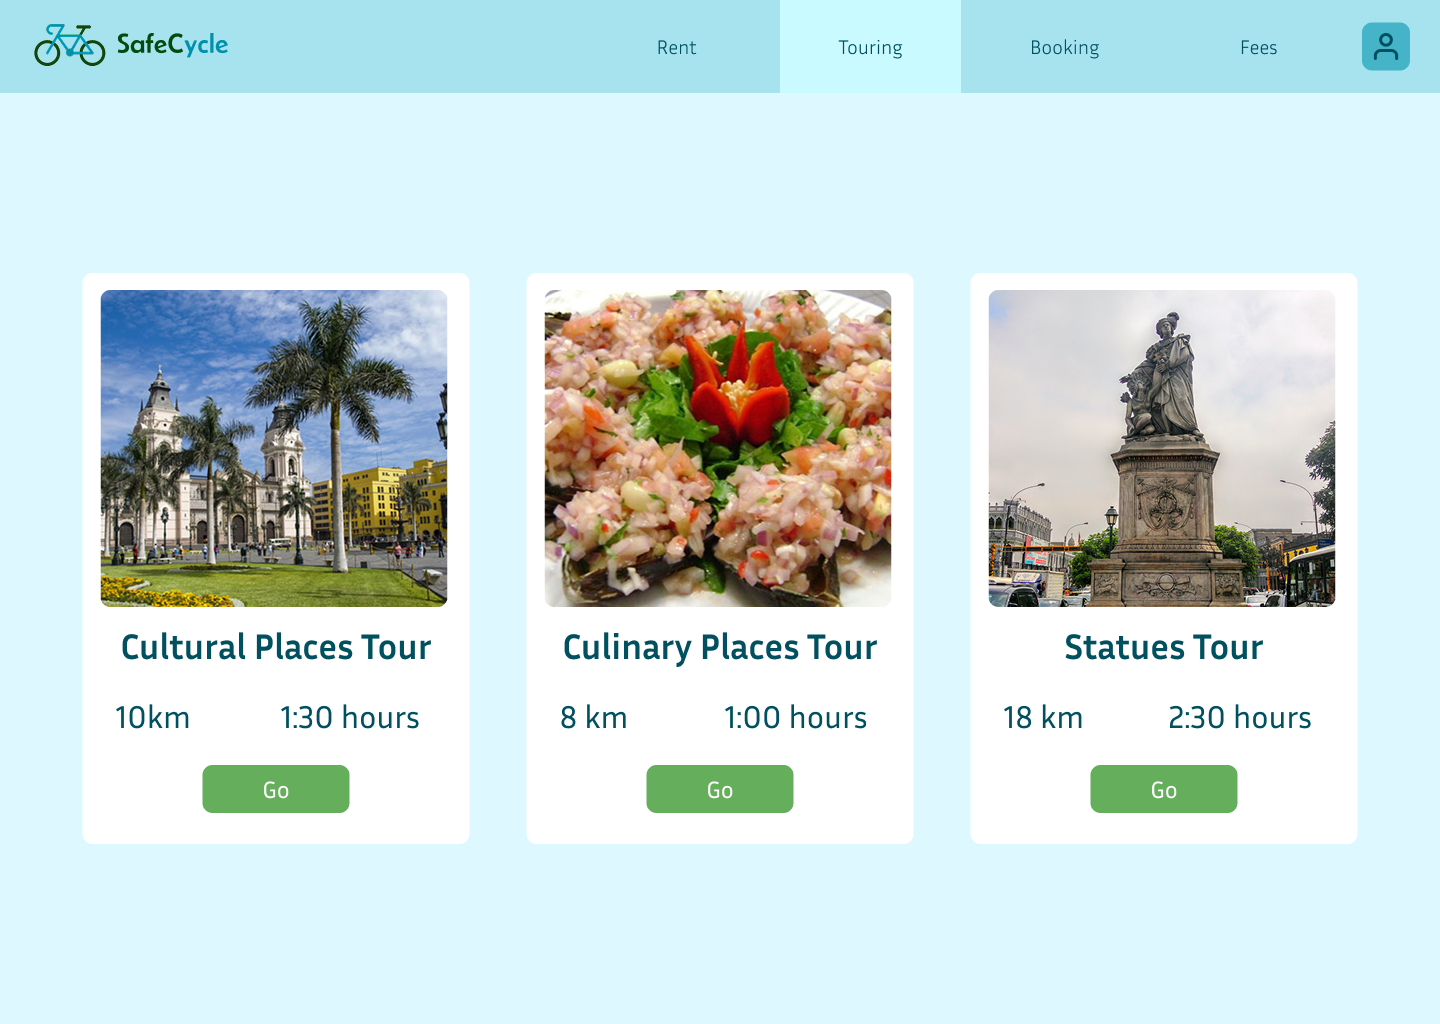 SafeCycle
Rent
Touring
Booking
Fees
Cultural Places Tour
10km
1:30 hours
Go
Culinary Places Tour
8 km
1:00 hours
Go
Statues Tour
18 km
2:30 hours
Go